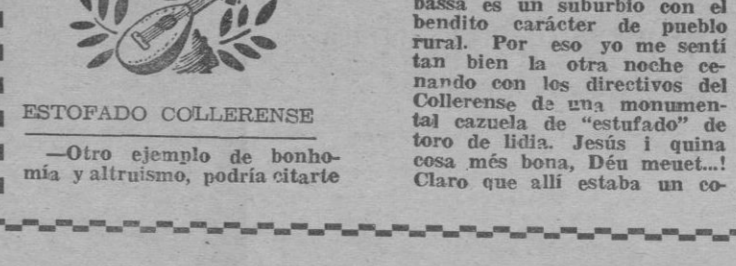 ESTOFADO COLLERENSE
—Otro ejemplo de bonho-
mía y altruismo, podría citarte
bassa es un suburbio con el
bendito carácter de pueblo
rural. Por eso yo me sentí
tan bien la otra noche ce-
nando con los directivos del
Collerense de una monumen-
tal cazuela de "estufado" de
toro de lidia. Jesús i quina
cosa més bona, Déu meuet...!
Claro que allí estaba un co-